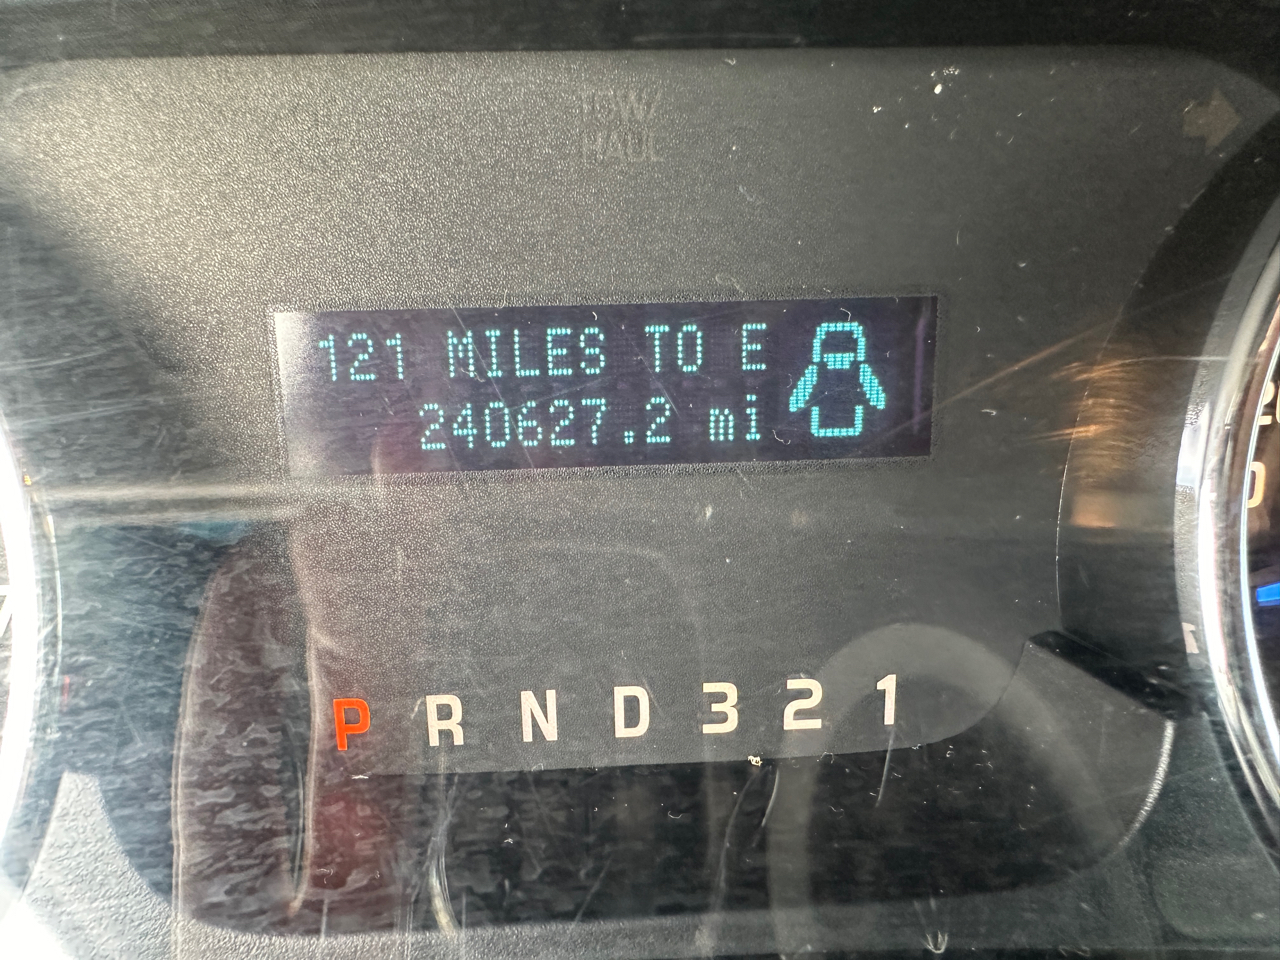 TOW/
HAUL
121 MILES TO E
240627.2 mi
P R N D 3 2 1